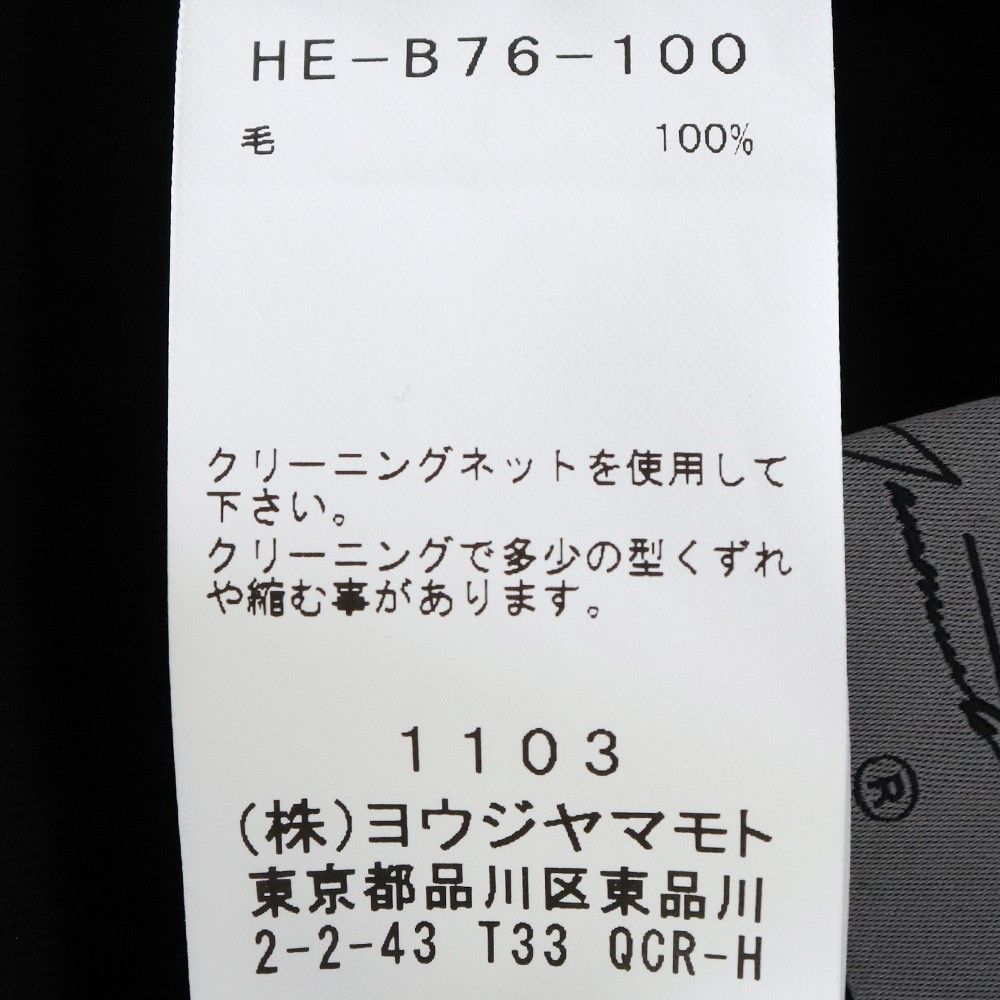 HE-B76-100
毛 100%
クリーニングネットを使用して
下さい。
クリーニングで多少の型くずれ
や縮む事があります。
1103
(株)ヨウジヤマモト
東京都品川区東品川
2-2-43 T33 QCR-H
®